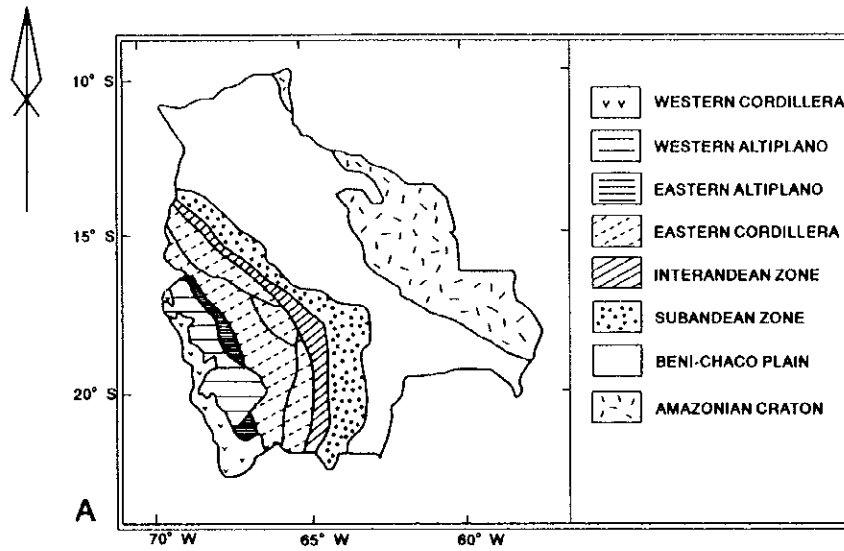 10° S
15° S
20° S
70° W
65° W
60° W
A
WESTERN CORDILLERA
WESTERN ALTIPLANO
EASTERN ALTIPLANO
EASTERN CORDILLERA
INTERANDEAN ZONE
SUBANDEAN ZONE
BENI-CHACO PLAIN
AMAZONIAN CRATON